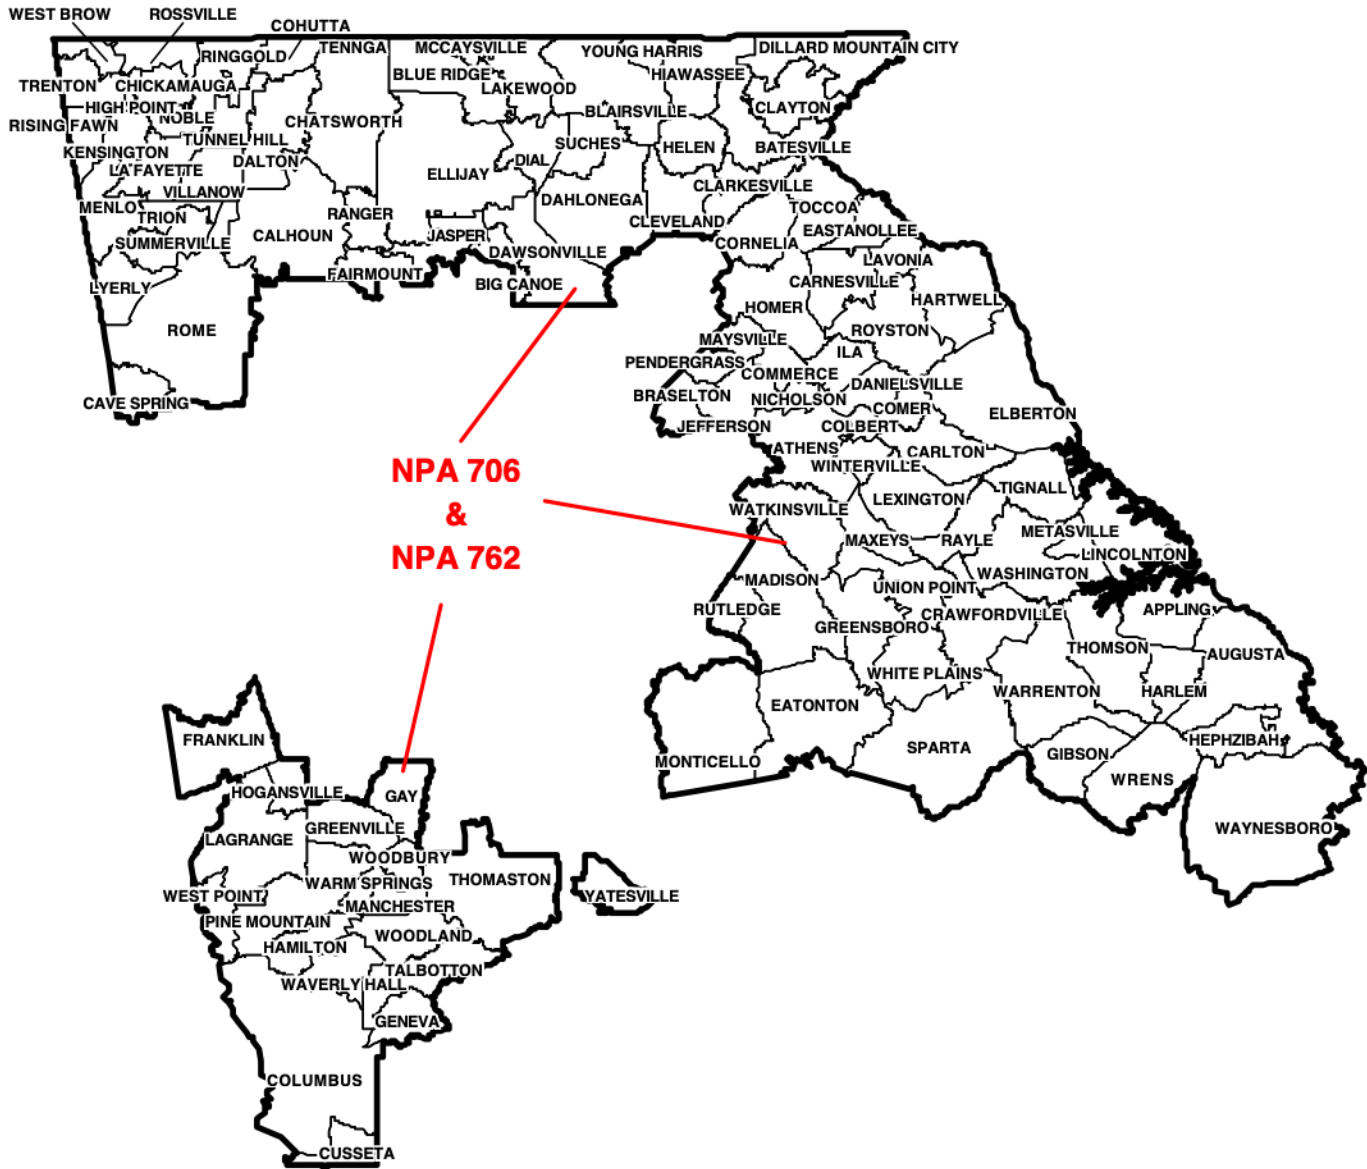 WEST BROW
ROSSVILLE
COHUTTA
RINGGOLD
TENNGA
MCCAYSVILLE
YOUNG HARRIS
DILLARD MOUNTAIN CITY
TRENTON
CHICKAMAUGA
BLUE RIDGE
LAKEWOOD
HIAWASSEE
HIGH POINT
NOBLE
CHATSWORTH
BLAIRSVILLE
CLAYTON
RISING FAWN
TUNNEL HILL
KENSINGTON
LA FAYETTE
DALTON
DIAL
SUCHES
HELEN
BATESVILLE
ELLIJAY
VILLANOW
CLARKESVILLE
MENLO
TRION
RANGER
DAHLONEGA
CLEVELAND
TOCCOA
EASTANOLLEE
SUMMERVILLE
CALHOUN
JASPER
DAWSONVILLE
CORNELIA
LAVONIA
LYERLY
FAIRMOUNT
BIG CANOE
CARNESVILLE
HARTWELL
HOMER
ROME
ROYSTON
MAYSVILLE
ILA
PENDERGRASS
COMMERCE
DANIELSVILLE
BRASELTON
NICHOLSON
COMER
CAVE SPRING
ELBERTON
JEFFERSON
COLBERT
ATHENS
CARLTON
WINTERVILLE
NPA 706
&
NPA 762
LEXINGTON
TIGNALL
WATKINSVILLE
MAXEYS
RAYLE
METASVILLE
LINCOLNTON
MADISON
UNION POINT
WASHINGTON
RUTLEDGE
GREENSBORO
CRAWFORDVILLE
APPLING
THOMSON
AUGUSTA
WHITE PLAINS
WARRENTON
HARLEM
EATONTON
FRANKLIN
SPARTA
GIBSON
HEPHZIBAH
MONTICELLO
WRENS
HOGANSVILLE
GAY
GREENVILLE
WAYNESBORO
LAGRANGE
WOODBURY
WARM SPRINGS
THOMASTON
WEST POINT
YATESVILLE
MANCHESTER
PINE MOUNTAIN
WOODLAND
HAMILTON
TALBOTTON
WAVERLY HALL
GENEVA
COLUMBUS
CUSSETA